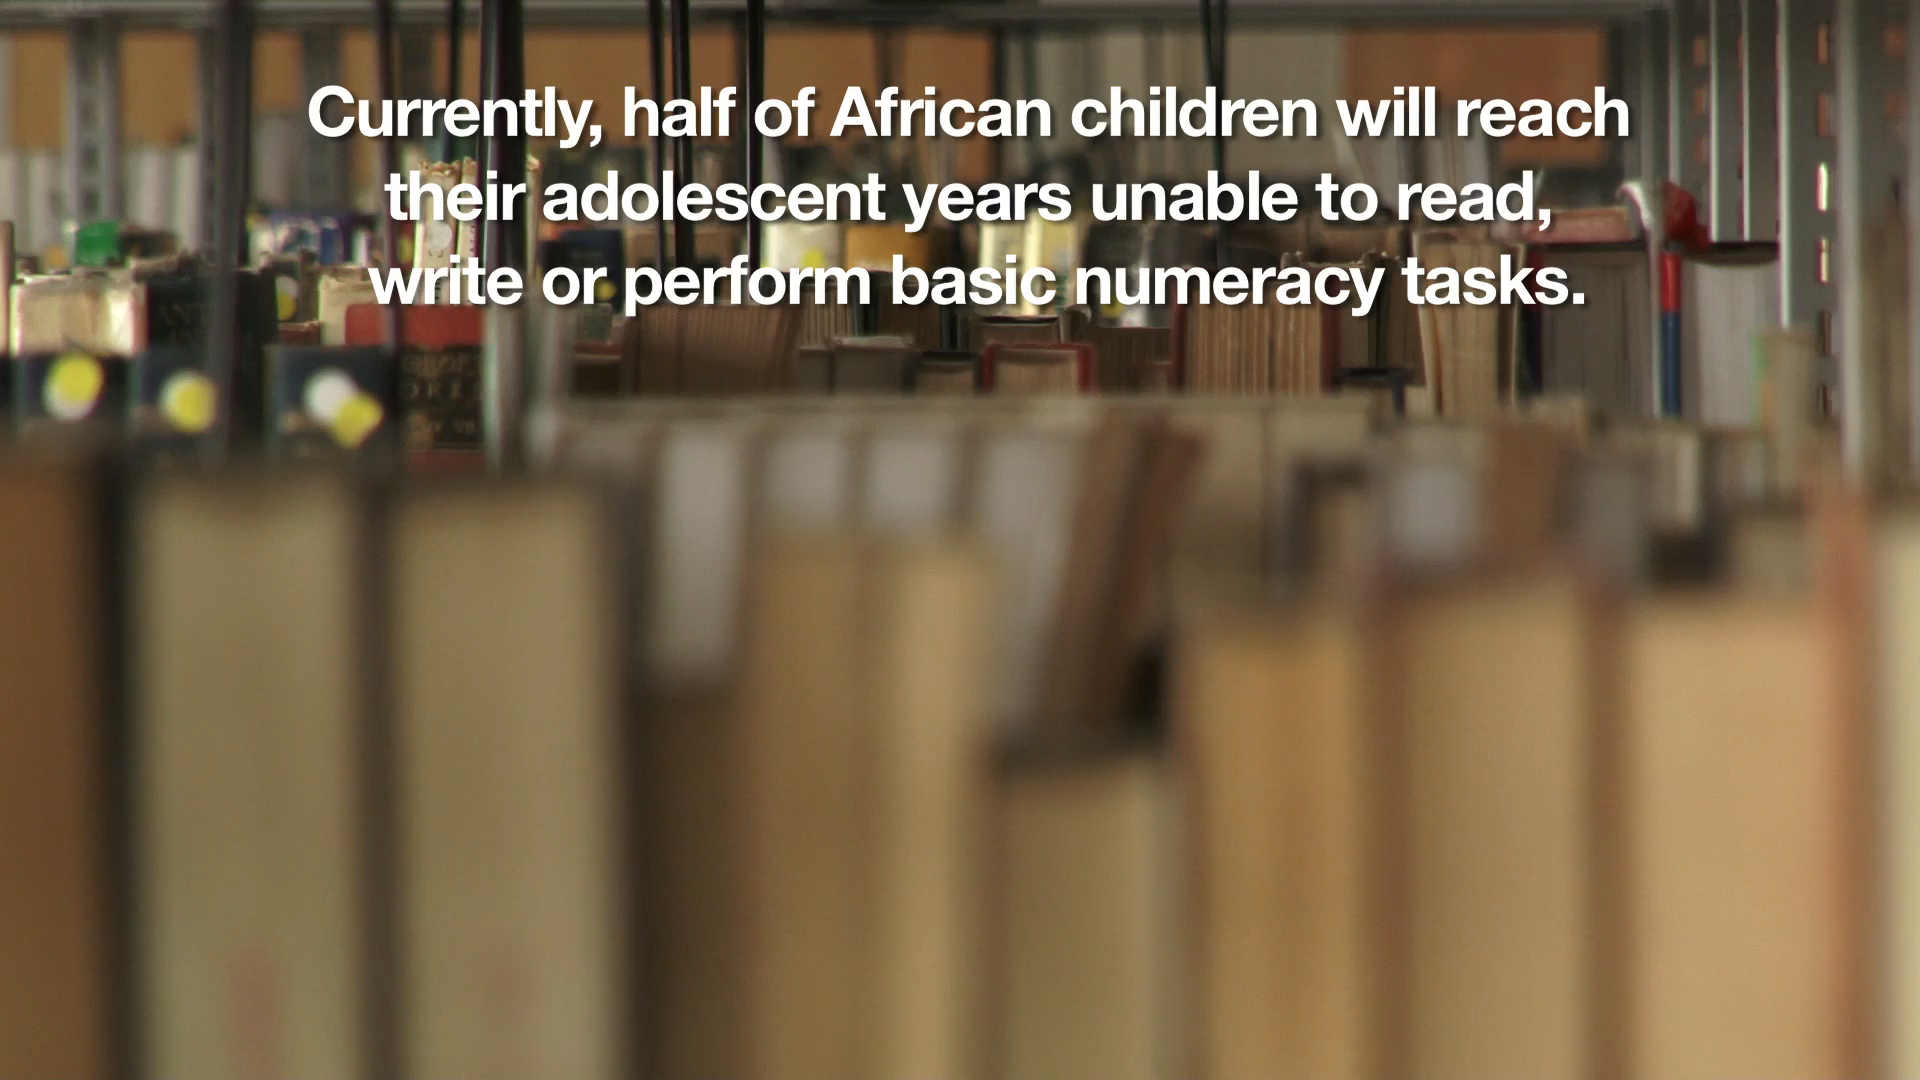 Currently, half of African children will reach
their adolescent years unable to read,
write or perform basic numeracy tasks.